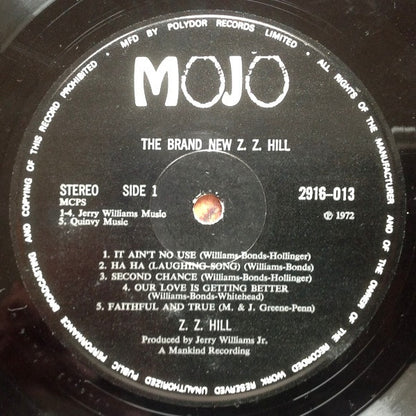 MFD BY POLYDOR RECORDS LIMITED • ALL RIGHTS OF THE MANUFACTURER AND OF THE OWNER OF THE RECORDED WORK RESERVED UNAUTHORIZED PUBLIC PERFORMANCE BROADCASTING AND COPYING OF THIS RECORD PROHIBITED •
MOJO
THE BRAND NEW Z. Z. HILL
STEREO SIDE 1 2916-013
MCPS
1-4. Jerry Williams Music ℗ 1972
5. Quinvy Music
1. IT AIN'T NO USE (Williams-Bonds-Hollinger)
2. HA HA (LAUGHING SONG) (Williams-Bonds)
3. SECOND CHANCE (Williams-Bonds-Hollinger)
4. OUR LOVE IS GETTING BETTER
(Williams-Bonds-Whitehead)
5. FAITHFUL AND TRUE (M. & J. Greene-Penn)
Z. Z. HILL
Produced by Jerry Williams Jr.
A Mankind Recording